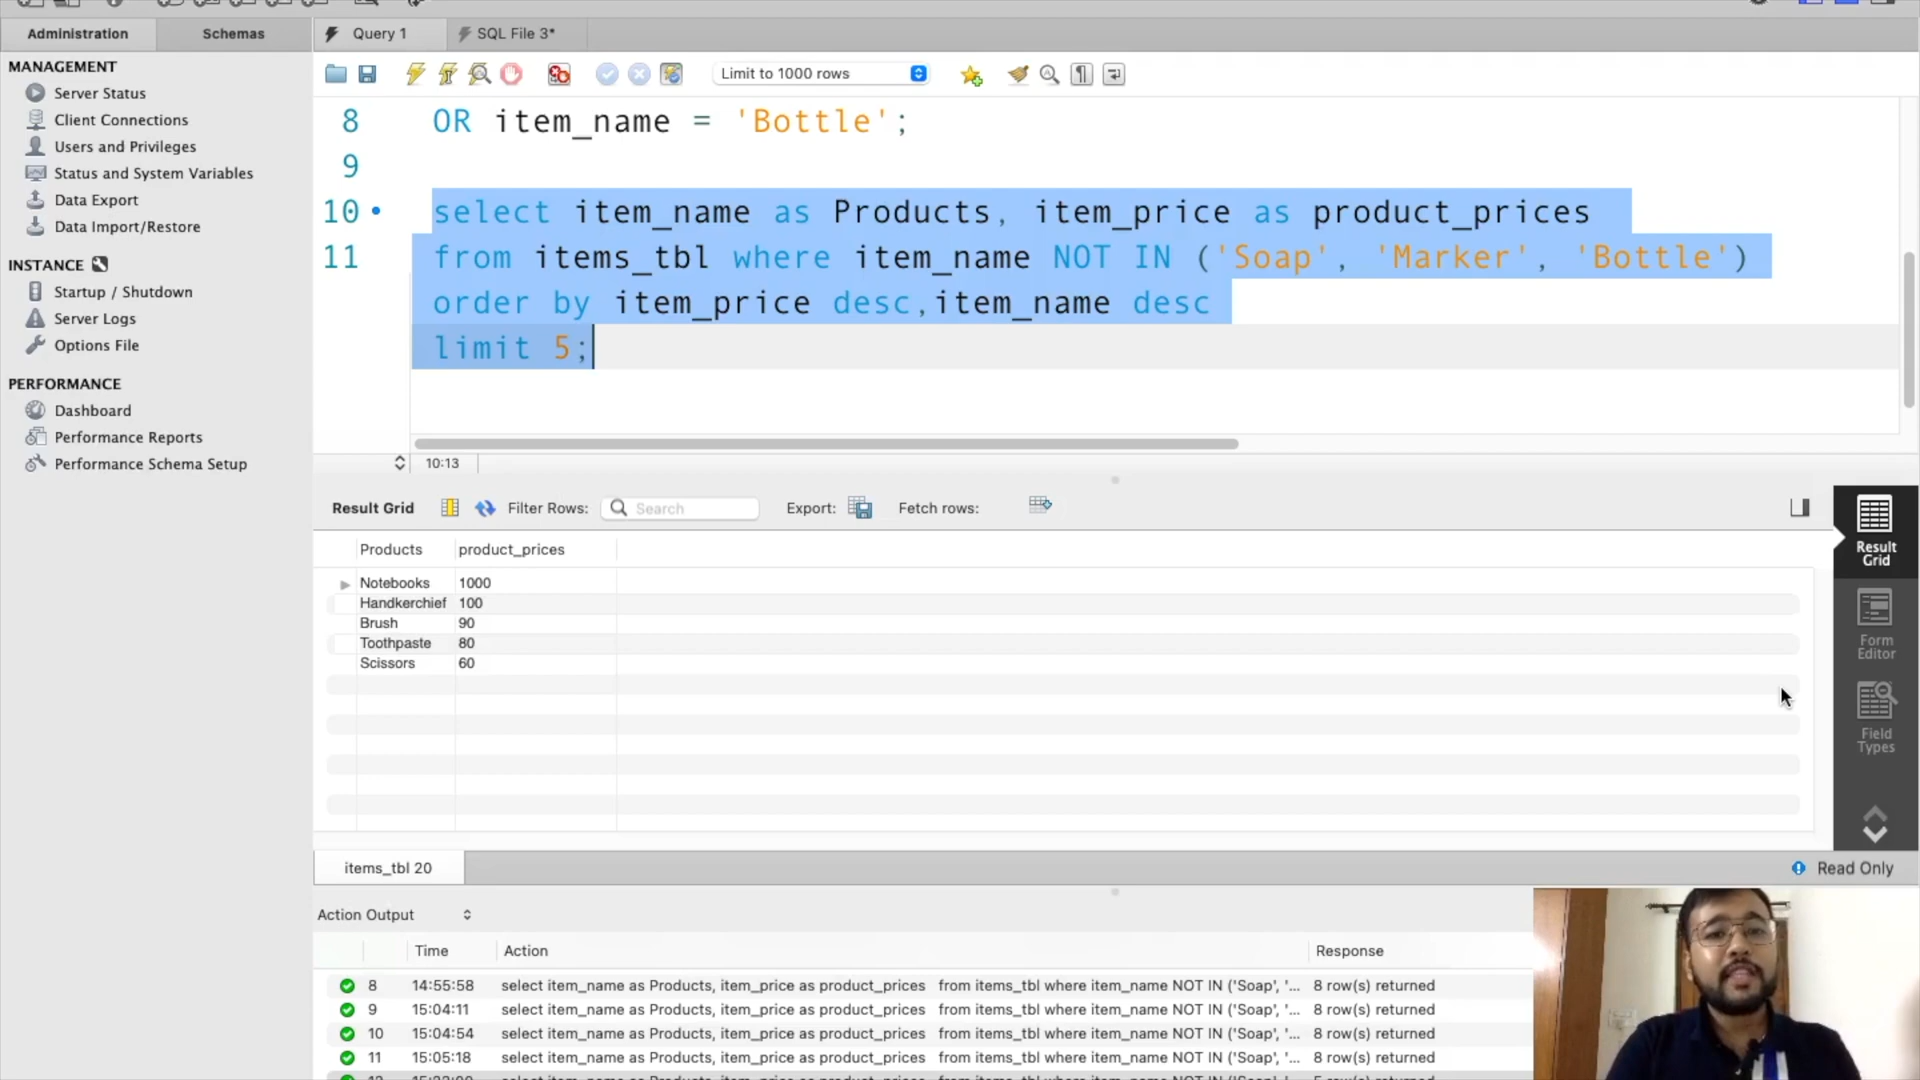 Administration
Schemas
Query 1
SQL File 3*
MANAGEMENT
Server Status
Client Connections
Users and Privileges
Status and System Variables
Data Export
Data Import/Restore
INSTANCE
Startup / Shutdown
Server Logs
Options File
PERFORMANCE
Dashboard
Performance Reports
Performance Schema Setup
Limit to 1000 rows
8 OR item_name = 'Bottle';
9
10 select item_name as Products, item_price as product_prices
11 from items_tbl where item_name NOT IN ('Soap', 'Marker', 'Bottle')
order by item_price desc,item_name desc
limit 5;
10:13
Result Grid
Filter Rows:
Search
Export:
Fetch rows:
Products product_prices
Notebooks 1000
Handkerchief 100
Brush 90
Toothpaste 80
Scissors 60
Result
Grid
Form
Editor
Field
Types
items_tbl 20
Read Only
Action Output
Time Action Response
8 14:55:58 select item_name as Products, item_price as product_prices from items_tbl where item_name NOT IN ('Soap', '... 8 row(s) returned
9 15:04:11 select item_name as Products, item_price as product_prices from items_tbl where item_name NOT IN ('Soap', '... 8 row(s) returned
10 15:04:54 select item_name as Products, item_price as product_prices from items_tbl where item_name NOT IN ('Soap', '... 8 row(s) returned
11 15:05:18 select item_name as Products, item_price as product_prices from items_tbl where item_name NOT IN ('Soap', '... 8 row(s) returned